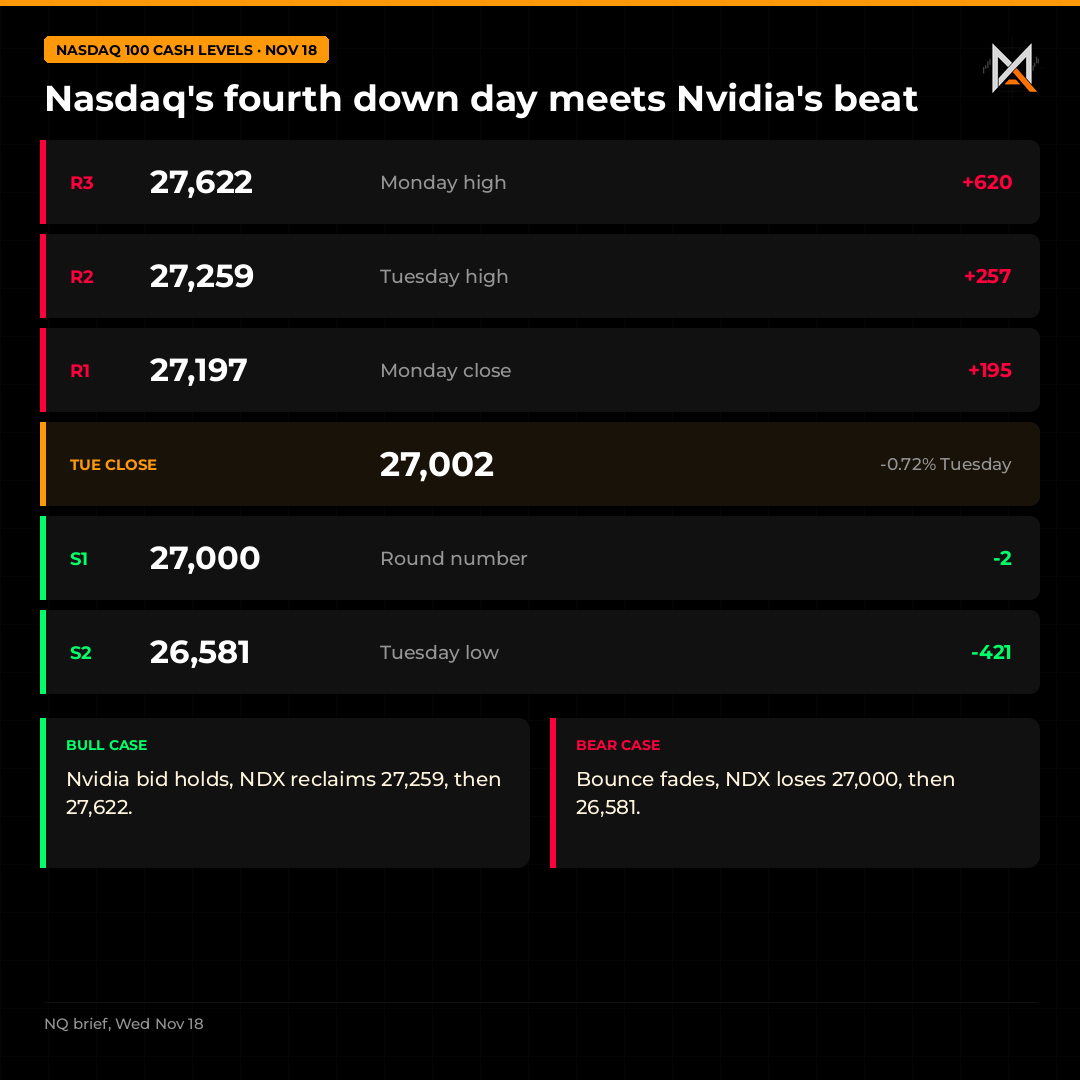 NASDAQ 100 CASH LEVELS · NOV 18
Nasdaq's fourth down day meets Nvidia's beat
R3 27,622 Monday high +620
R2 27,259 Tuesday high +257
R1 27,197 Monday close +195
TUE CLOSE 27,002 -0.72% Tuesday
S1 27,000 Round number -2
S2 26,581 Tuesday low -421
BULL CASE
Nvidia bid holds, NDX reclaims 27,259, then
27,622.
BEAR CASE
Bounce fades, NDX loses 27,000, then
26,581.
NQ brief, Wed Nov 18